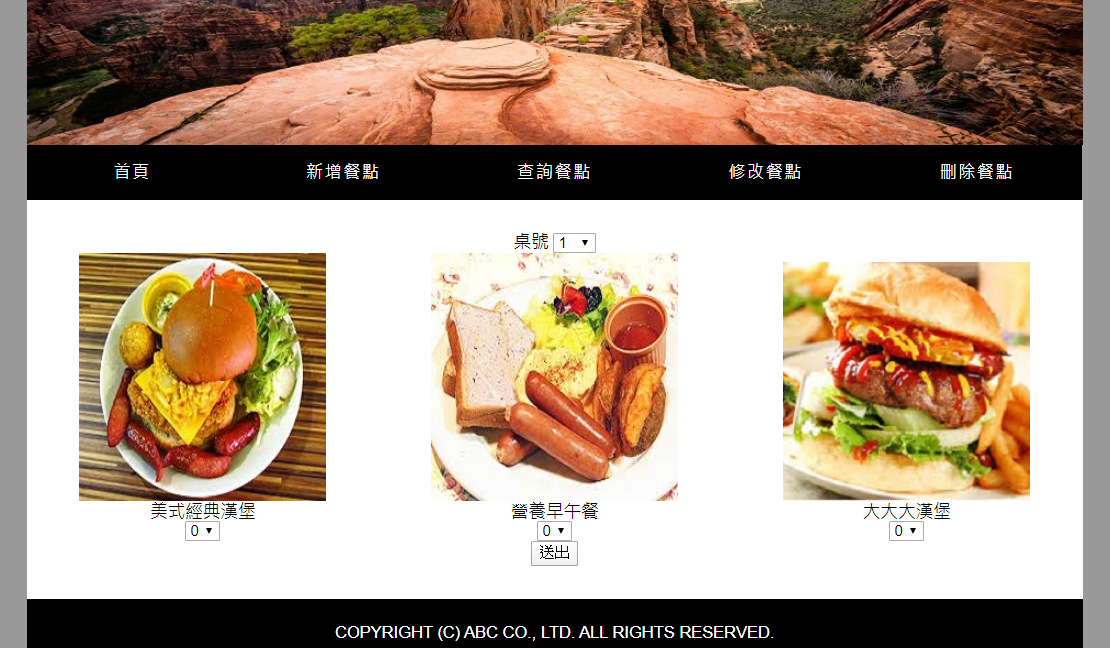 首頁 新增餐點 查詢餐點 修改餐點 刪除餐點
桌號 1
美式經典漢堡 營養早午餐 大大大漢堡
0 0 0
送出
COPYRIGHT (C) ABC CO., LTD. ALL RIGHTS RESERVED.